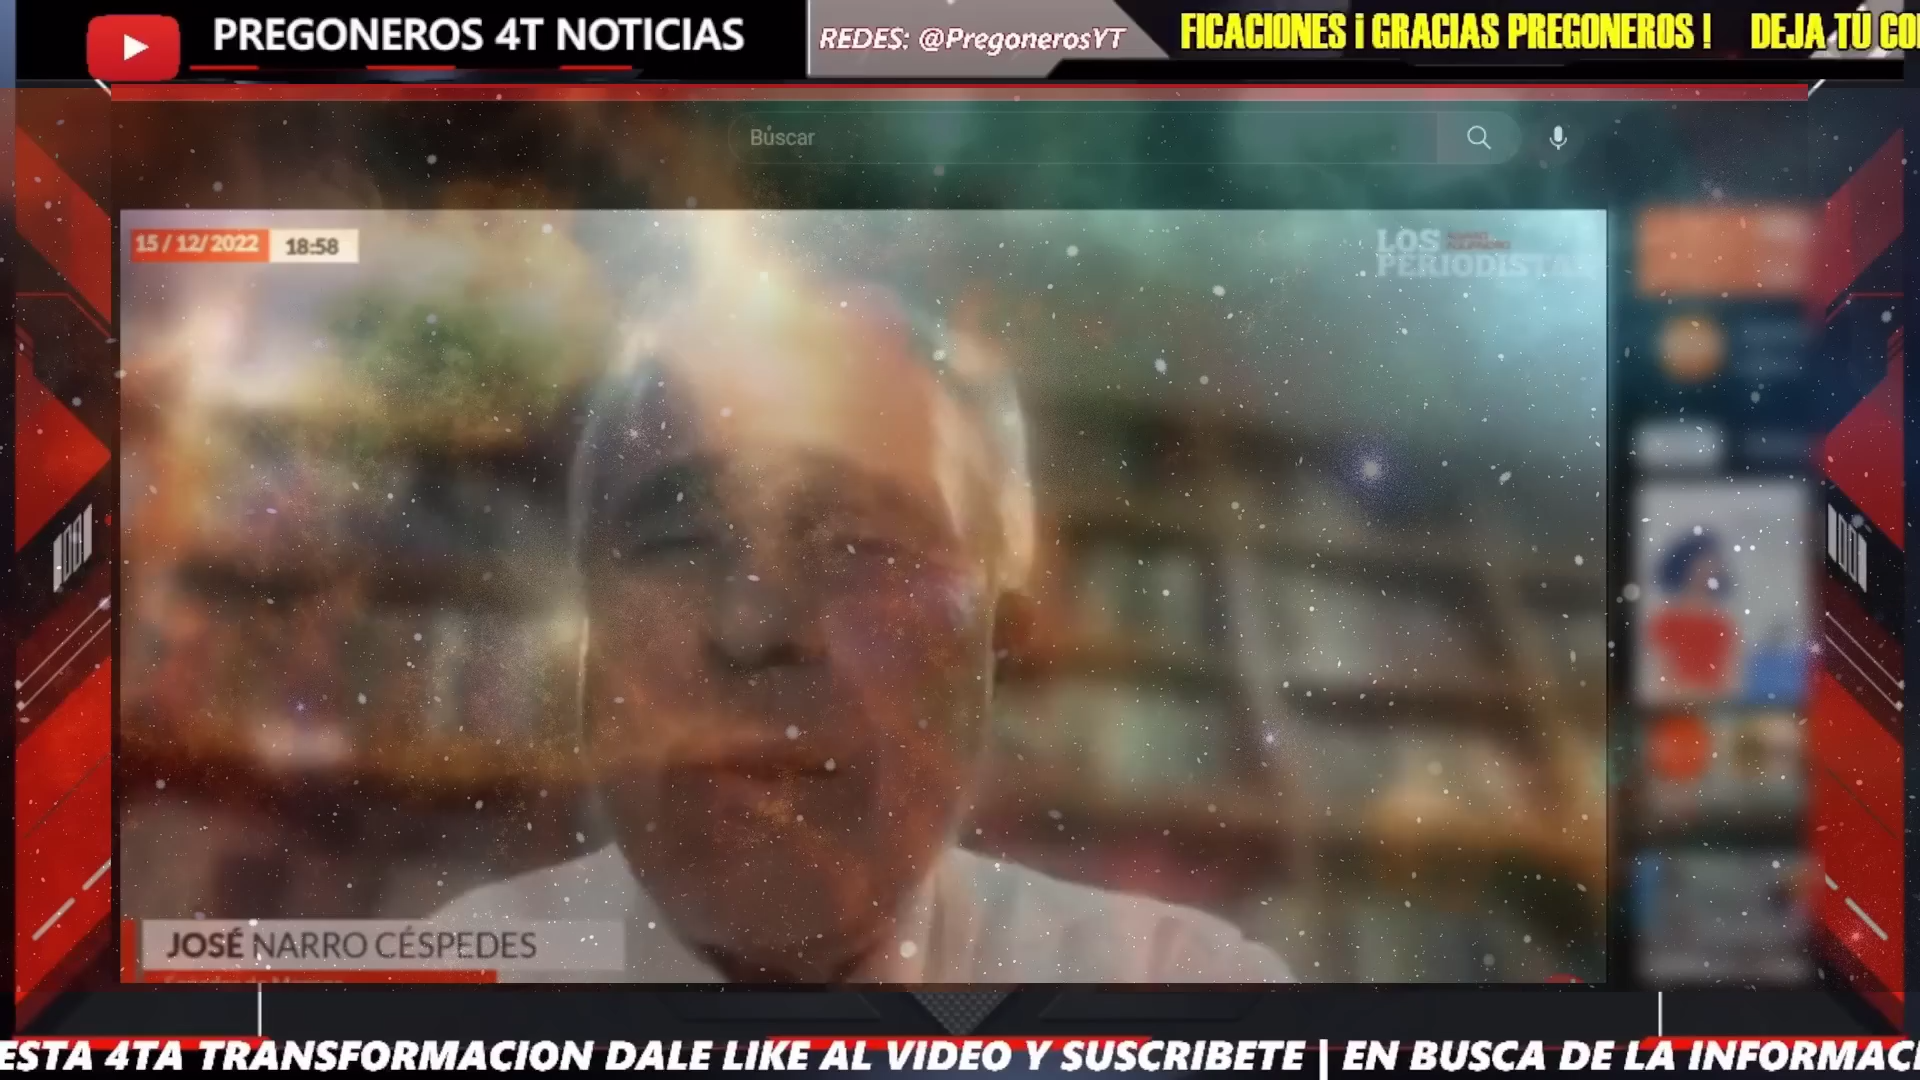 PREGONEROS 4T NOTICIAS
REDES: @PregonerosYT
FICACIONES ¡ GRACIAS PREGONEROS ! DEJA TU CO
Buscar
15/12/2022 18:58
LOS
PERIODISTAS
JOSÉ NARRO CÉSPEDES
ESTA 4TA TRANSFORMACION DALE LIKE AL VIDEO Y SUSCRIBETE | EN BUSCA DE LA INFORMACI